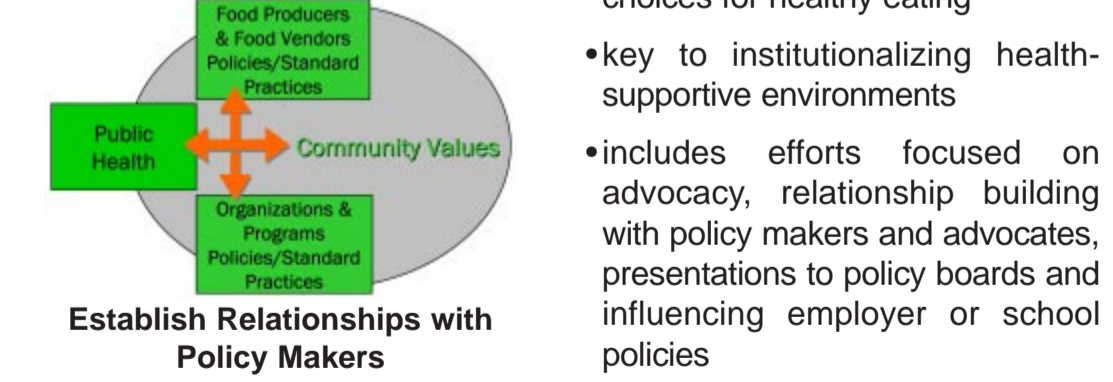 Food Producers
& Food Vendors
Policies/Standard
Practices
Public
Health
Community Values
Organizations &
Programs
Policies/Standard
Practices
Establish Relationships with
Policy Makers
choices for healthy eating
•key to institutionalizing health-
supportive environments
•includes efforts focused on
advocacy, relationship building
with policy makers and advocates,
presentations to policy boards and
influencing employer or school
policies